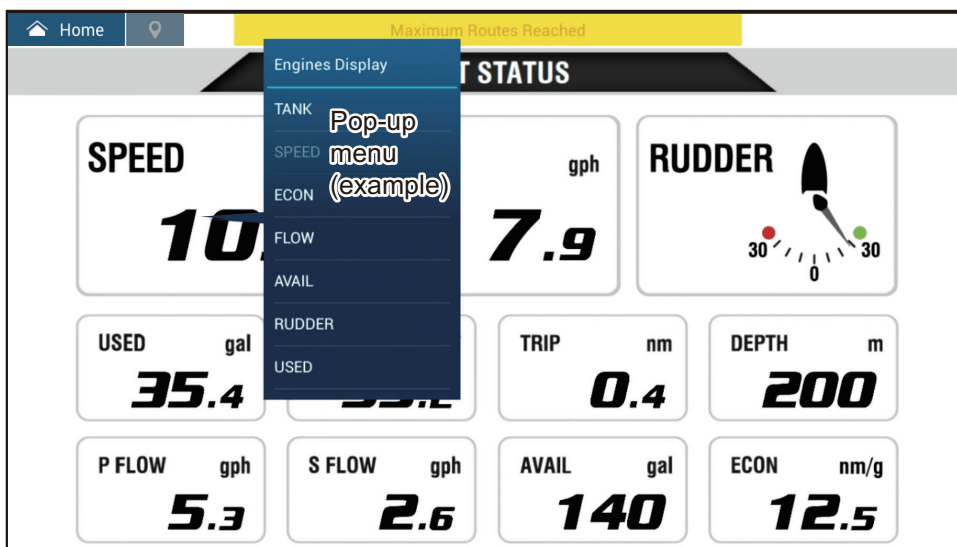 Home
Maximum Routes Reached
T STATUS
Engines Display
TANK
SPEED
ECON
FLOW
AVAIL
RUDDER
USED
Pop-up
menu
(example)
SPEED
10.
gph
7.9
RUDDER
30
0
30
USED gal
35.4
TRIP nm
0.4
DEPTH m
200
P FLOW gph
5.3
S FLOW gph
2.6
AVAIL gal
140
ECON nm/g
12.5